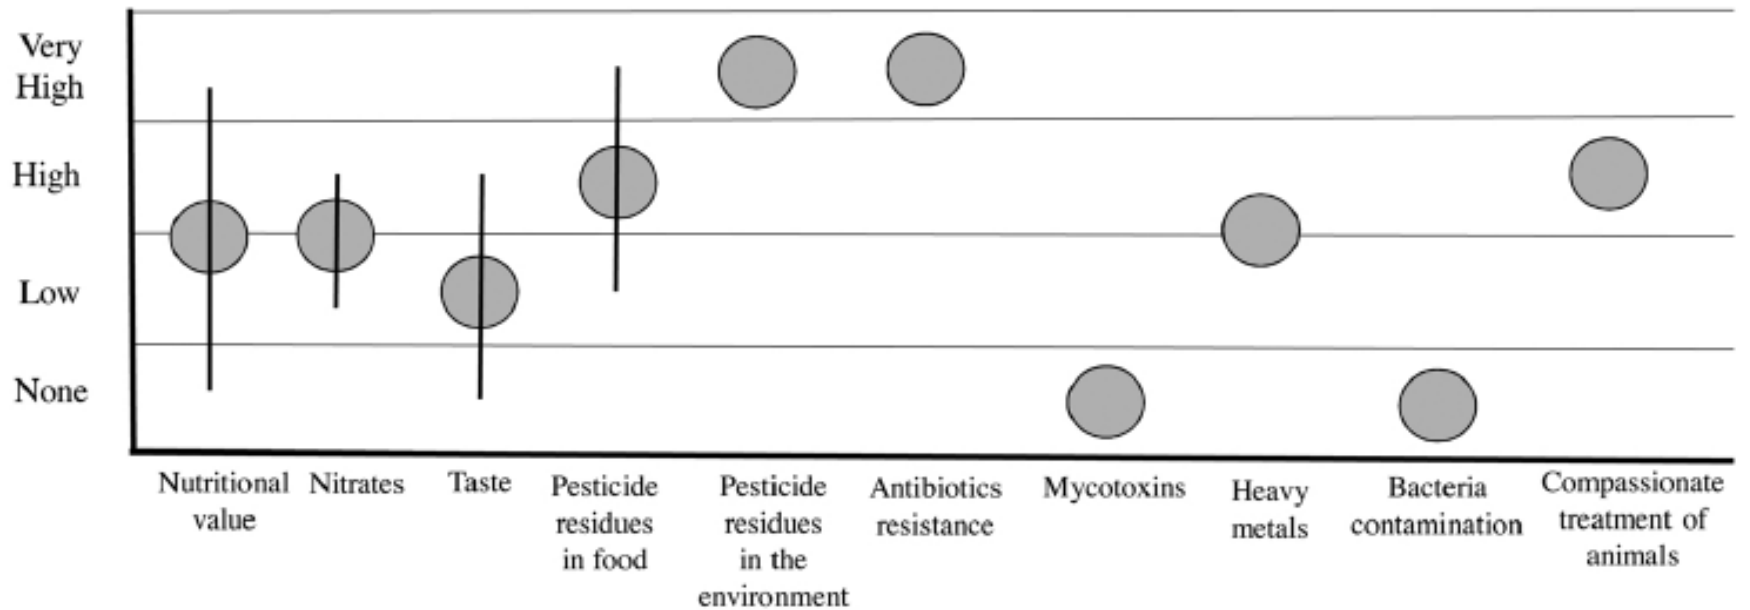 Very
High
High
Low
None
Nutritional
value
Nitrates
Taste
Pesticide
residues
in food
Pesticide
residues
in the
environment
Antibiotics
resistance
Mycotoxins
Heavy
metals
Bacteria
contamination
Compassionate
treatment of
animals